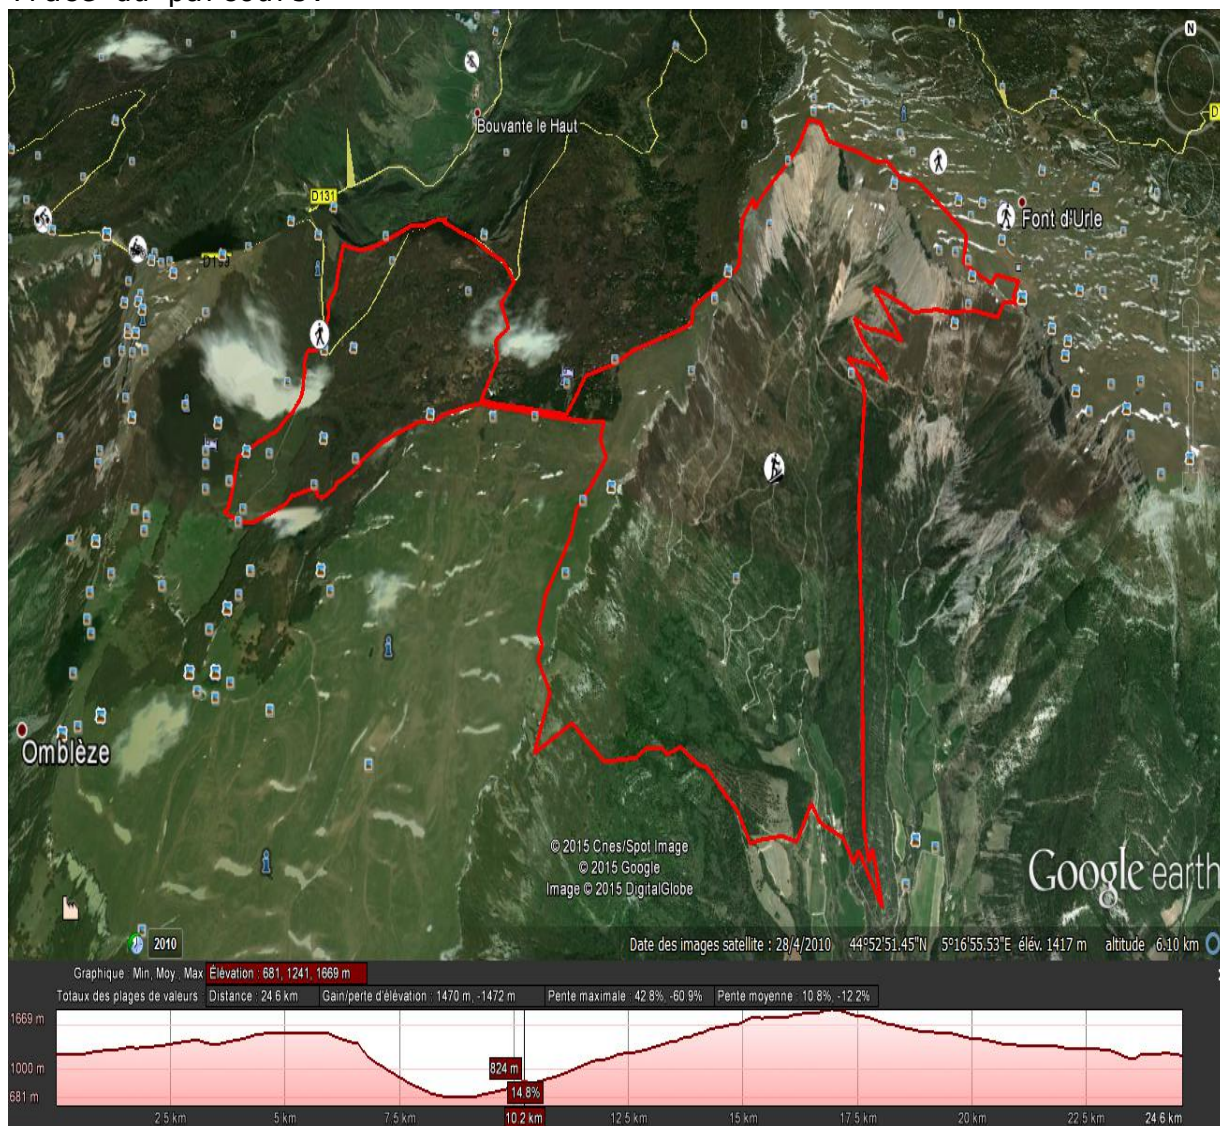 Trace du parcours:
N
Bouvante le Haut
D131
D199
Font d'Urle
Omblèze
© 2015 Cnes/Spot Image
© 2015 Google
Image © 2015 DigitalGlobe
Google earth
2010
Date des images satellite : 28/4/2010 44°52'51.45"N 5°16'55.53"E élév. 1417 m altitude 6.10 km
Graphique : Min, Moy., Max Élévation : 681, 1241, 1669 m
Totaux des plages de valeurs : Distance : 24.6 km Gain/perte d'élévation : 1470 m, -1472 m Pente maximale : 42.8%, -60.9% Pente moyenne : 10.8%, -12.2%
1669 m
1000 m
681 m
824 m
14.8%
2.5 km 5 km 7.5 km 10.2 km 12.5 km 15 km 17.5 km 20 km 22.5 km 24.6 km